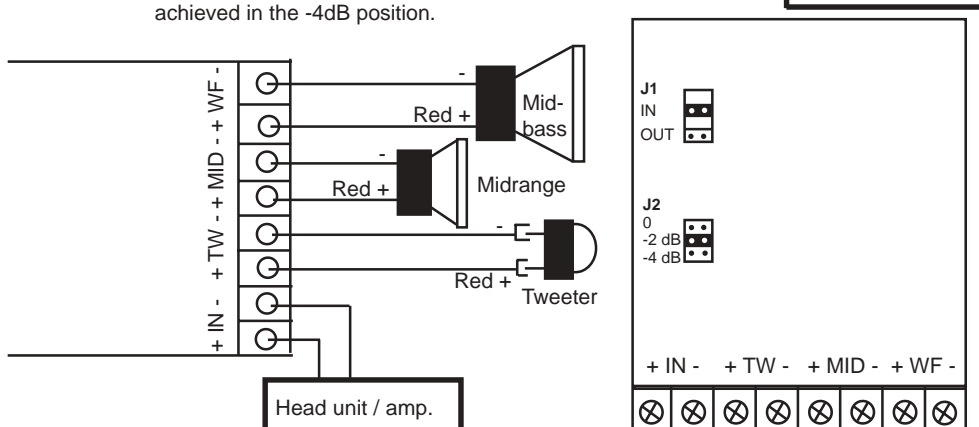 achieved in the -4dB position.
+ IN -  + TW -  + MID -  + WF -
-
Red +
Mid-
bass
-
Red +
Midrange
-
Red +
Tweeter
Head unit / amp.
J1
IN
OUT
J2
0
-2 dB
-4 dB
+ IN -  + TW -  + MID -  + WF -